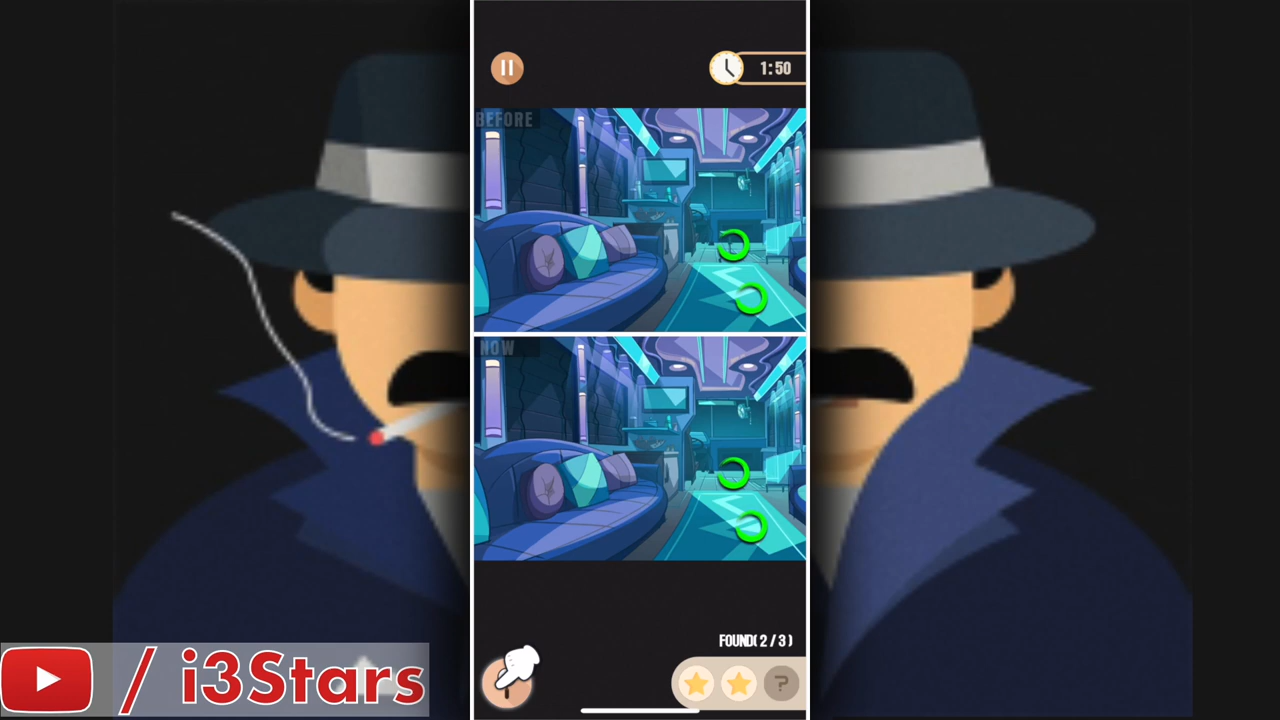 1:50
BEFORE
NOW
FOUND( 2 / 3 )
?
/ i3Stars